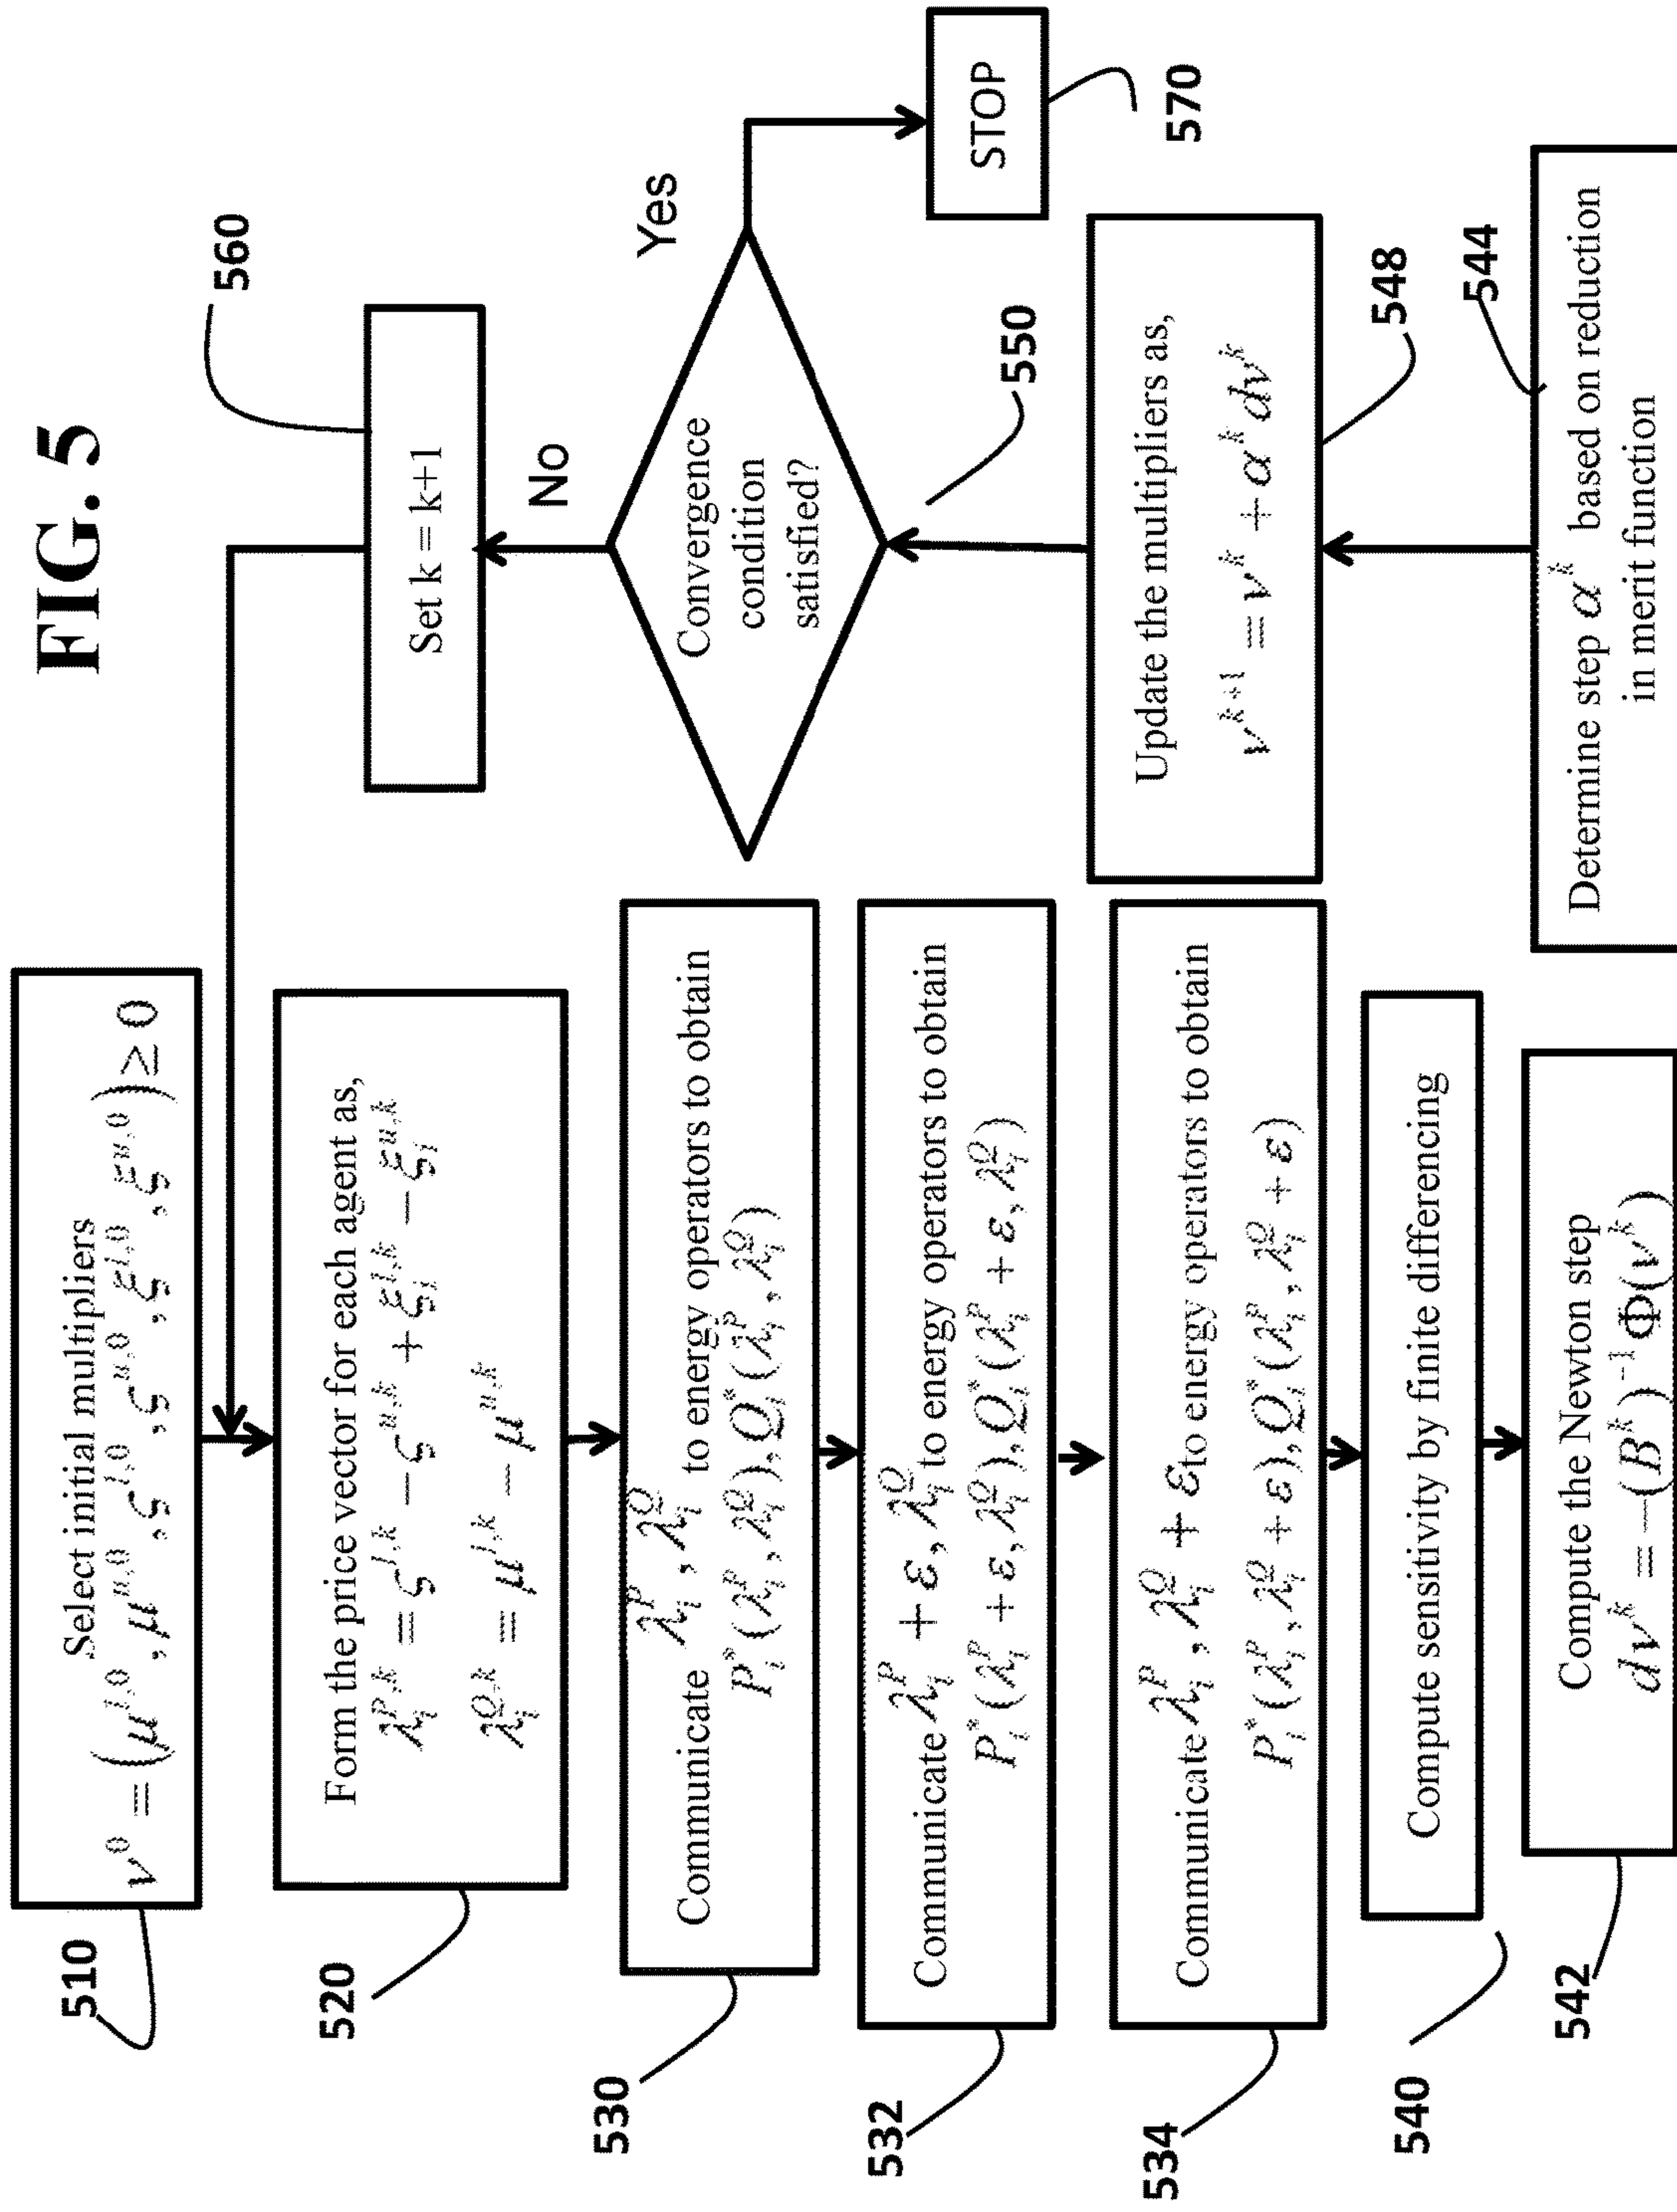 FIG. 5
510
Select initial multipliers
ν⁰ = (μ^{l,0}, μ^{u,0}, ς^{l,0}, ς^{u,0}, ξ^{l,0}, ξ^{u,0}) ≥ 0
520
Form the price vector for each agent as,
λ_i^{P,k} = ς^{l,k} − ς^{u,k} + ξ_i^{l,k} − ξ_i^{u,k}
λ_i^{Q,k} = μ^{l,k} − μ^{u,k}
530
Communicate λ_i^P, λ_i^Q to energy operators to obtain
P_i^*(λ_i^P, λ_i^Q), Q_i^*(λ_i^P, λ_i^Q)
532
Communicate λ_i^P + ε, λ_i^Q to energy operators to obtain
P_i^*(λ_i^P + ε, λ_i^Q), Q_i^*(λ_i^P + ε, λ_i^Q)
534
Communicate λ_i^P, λ_i^Q + ε to energy operators to obtain
P_i^*(λ_i^P, λ_i^Q + ε), Q_i^*(λ_i^P, λ_i^Q + ε)
540
Compute sensitivity by finite differencing
542
Compute the Newton step
dν^k = −(B^k)^{−1} Φ(ν^k)
544
Determine step α^k based on reduction
in merit function
548
Update the multipliers as,
ν^{k+1} = ν^k + α^k dν^k
550
Convergence
condition
satisfied?
No
Yes
560
Set k = k+1
STOP
570